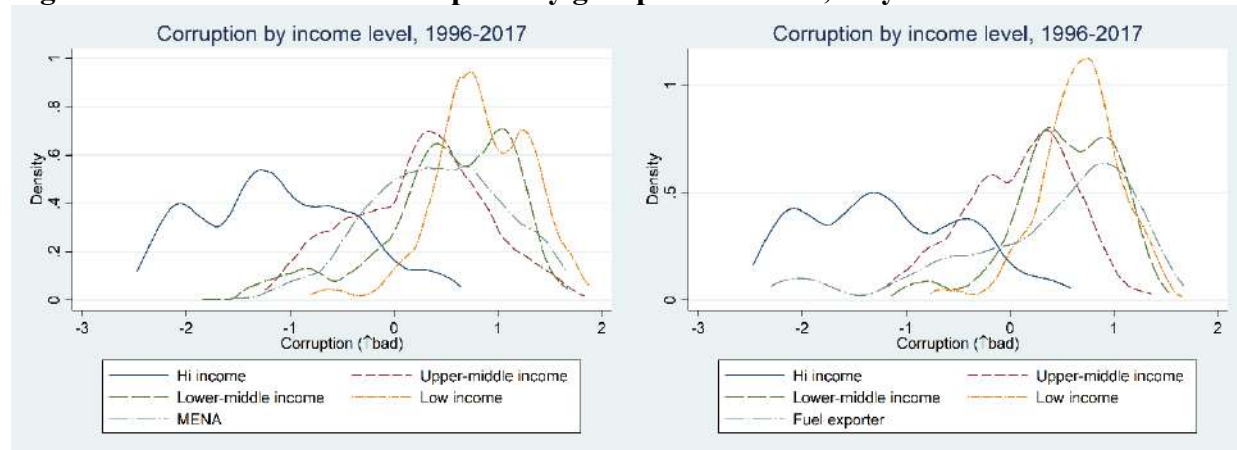 Corruption by income level, 1996-2017
Density
0
.2
.4
.6
.8
1
-3
-2
-1
0
1
2
Corruption (↑bad)
Hi income
Upper-middle income
Lower-middle income
Low income
MENA
Corruption by income level, 1996-2017
Density
0
.5
1
-3
-2
-1
0
1
2
Corruption (↑bad)
Hi income
Upper-middle income
Lower-middle income
Low income
Fuel exporter